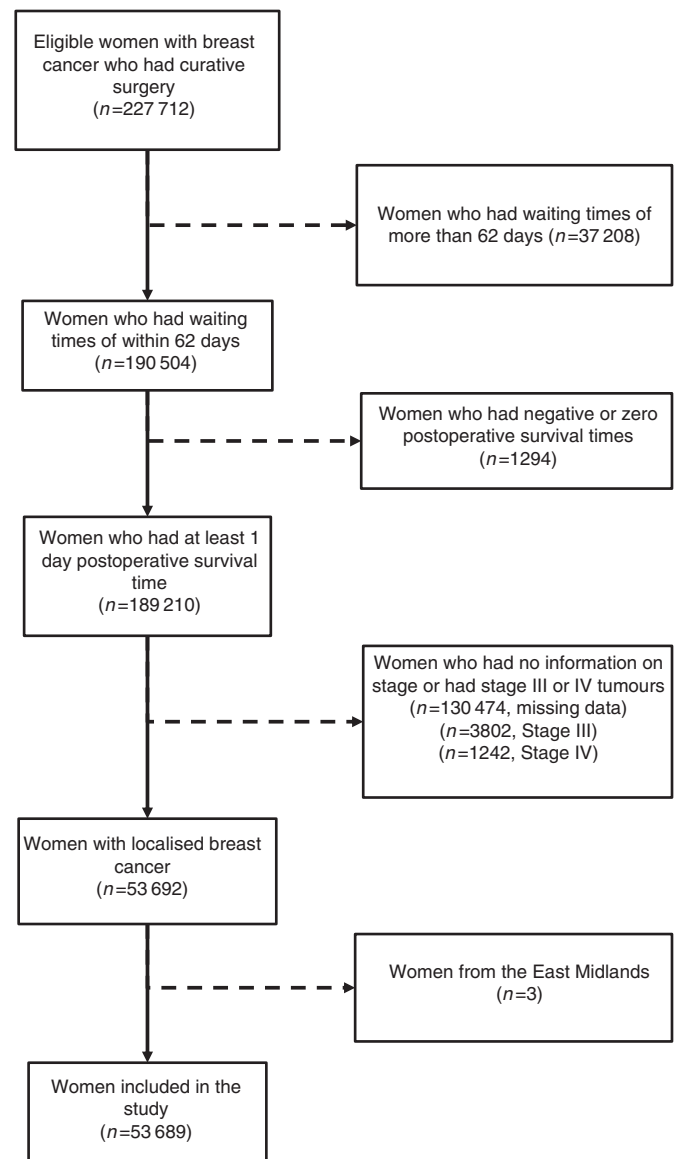 Eligible women with breast
cancer who had curative
surgery
(n=227 712)
Women who had waiting times of
more than 62 days (n=37 208)
Women who had waiting
times of within 62 days
(n=190 504)
Women who had negative or zero
postoperative survival times
(n=1294)
Women who had at least 1
day postoperative survival
time
(n=189 210)
Women who had no information on
stage or had stage III or IV tumours
(n=130 474, missing data)
(n=3802, Stage III)
(n=1242, Stage IV)
Women with localised breast
cancer
(n=53 692)
Women from the East Midlands
(n=3)
Women included in the
study
(n=53 689)